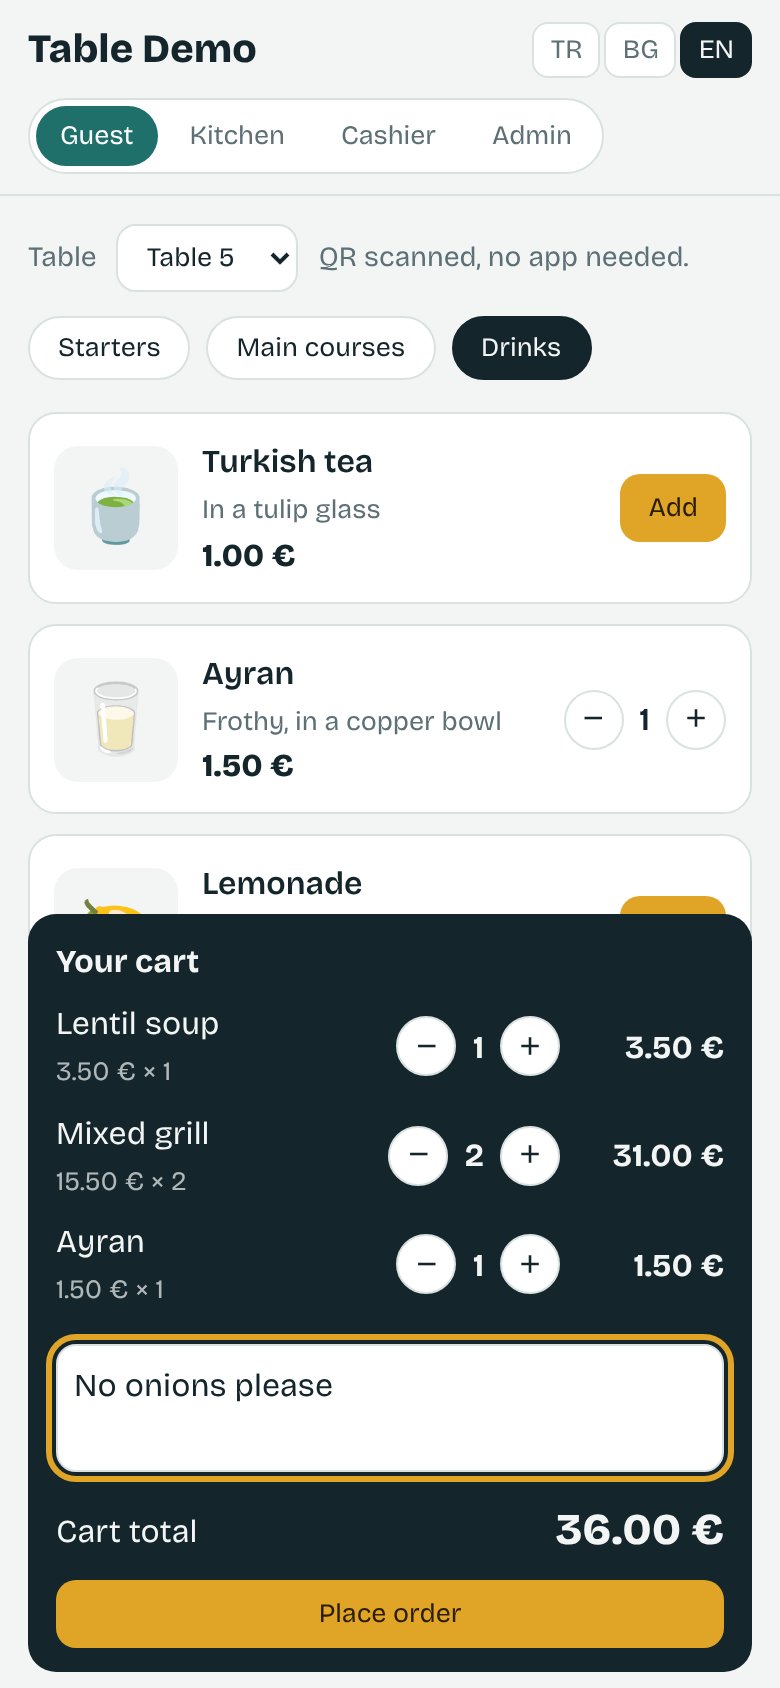 Table Demo
TR BG EN
Guest Kitchen Cashier Admin
Table Table 5 QR scanned, no app needed.
Starters Main courses Drinks
Turkish tea
In a tulip glass
1.00 €
Add
Ayran
Frothy, in a copper bowl
1.50 €
− 1 +
Lemonade
Your cart
Lentil soup
3.50 € × 1
− 1 +
3.50 €
Mixed grill
15.50 € × 2
− 2 +
31.00 €
Ayran
1.50 € × 1
− 1 +
1.50 €
No onions please
Cart total 36.00 €
Place order